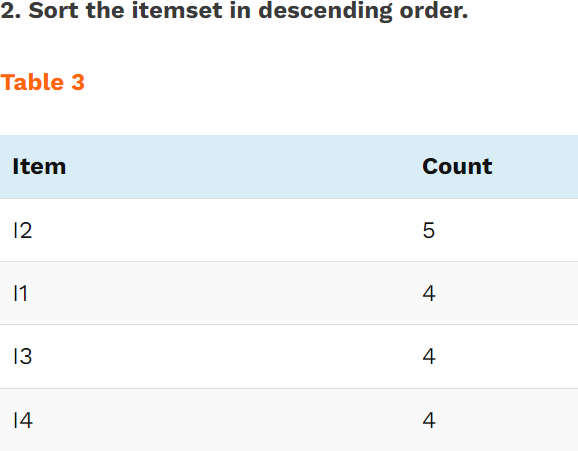 2. Sort the itemset in descending order.
Table 3
Item Count
I2 5
I1 4
I3 4
I4 4